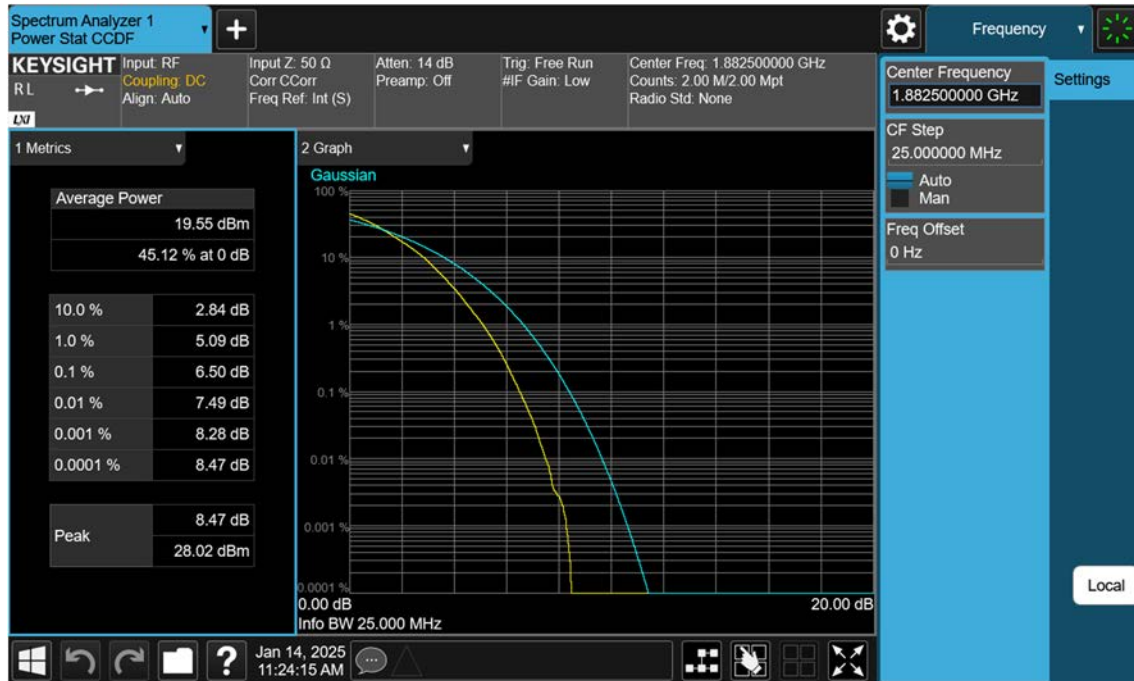 Spectrum Analyzer 1
Power Stat CCDF
+
Frequency
KEYSIGHT
R L
LXI
Input: RF
Coupling: DC
Align: Auto
Input Z: 50 Ω
Corr CCorr
Freq Ref: Int (S)
Atten: 14 dB
Preamp: Off
Trig: Free Run
#IF Gain: Low
Center Freq: 1.882500000 GHz
Counts: 2.00 M/2.00 Mpt
Radio Std: None
Center Frequency
1.882500000 GHz
Settings
CF Step
25.000000 MHz
Auto
Man
Freq Offset
0 Hz
Local
1 Metrics
Average Power
19.55 dBm
45.12 % at 0 dB
10.0 % 2.84 dB
1.0 % 5.09 dB
0.1 % 6.50 dB
0.01 % 7.49 dB
0.001 % 8.28 dB
0.0001 % 8.47 dB
Peak
8.47 dB
28.02 dBm
2 Graph
Gaussian
100 %
10 %
1 %
0.1 %
0.01 %
0.001 %
0.0001 %
0.00 dB 20.00 dB
Info BW 25.000 MHz
?
Jan 14, 2025
11:24:15 AM